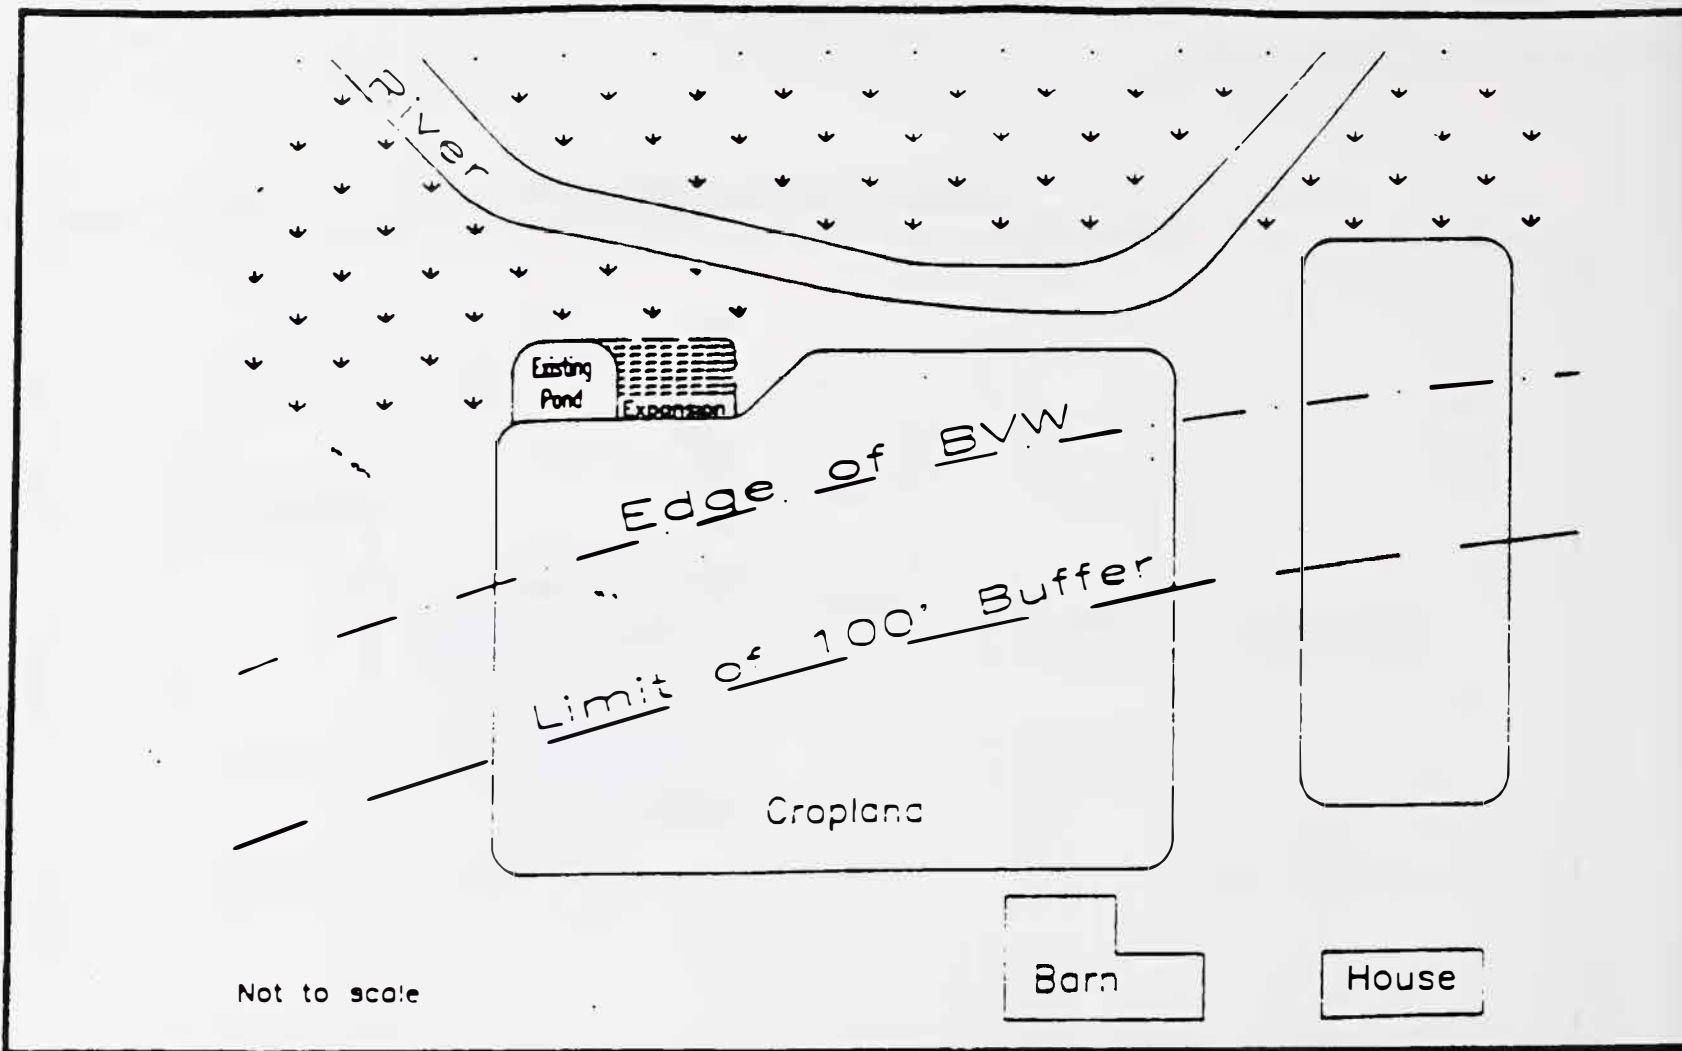 River
Existing
Pond
Expansion
Edge of BVW
Limit of 100' Buffer
Cropland
Barn
House
Not to scale